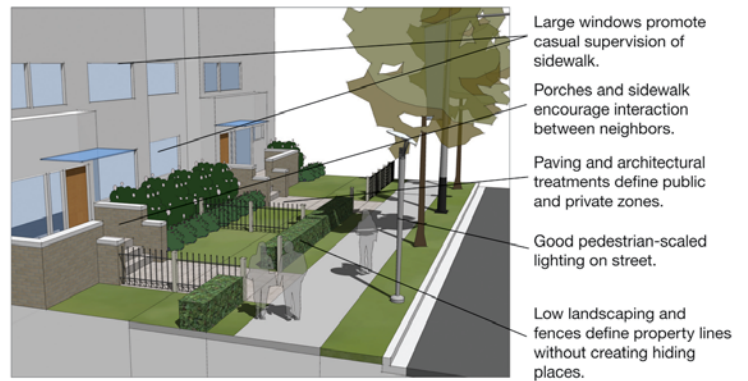 Large windows promote
casual supervision of
sidewalk.
Porches and sidewalk
encourage interaction
between neighbors.
Paving and architectural
treatments define public
and private zones.
Good pedestrian-scaled
lighting on street.
Low landscaping and
fences define property lines
without creating hiding
places.